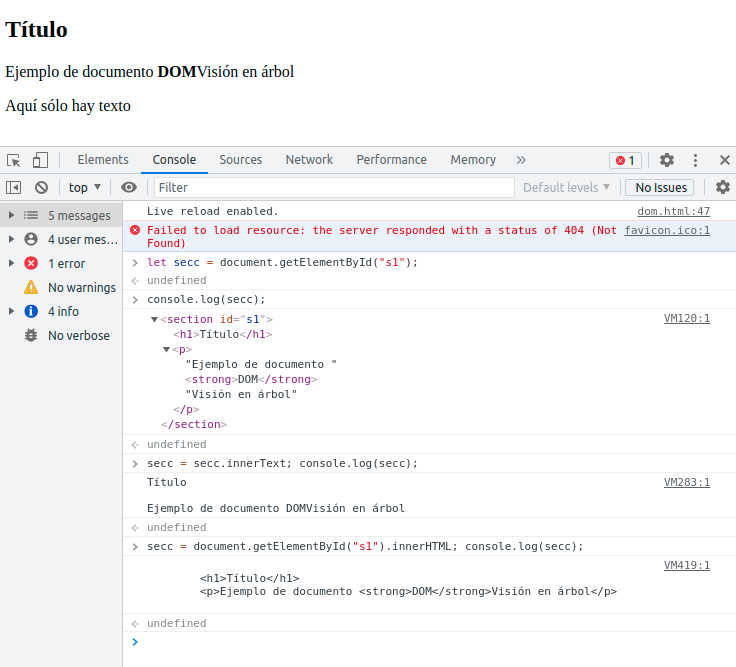 Título
Ejemplo de documento DOMVisión en árbol
Aquí sólo hay texto
Elements Console Sources Network Performance Memory » 1
top Filter Default levels No Issues
5 messages
4 user mes...
1 error
No warnings
4 info
No verbose
Live reload enabled. dom.html:47
Failed to load resource: the server responded with a status of 404 (Not favicon.ico:1
Found)
let secc = document.getElementById("s1");
undefined
console.log(secc);
<section id="s1"> VM120:1
<h1>Título</h1>
<p>
"Ejemplo de documento "
<strong>DOM</strong>
"Visión en árbol"
</p>
</section>
undefined
secc = secc.innerText; console.log(secc);
Título VM283:1
Ejemplo de documento DOMVisión en árbol
undefined
secc = document.getElementById("s1").innerHTML; console.log(secc);
VM419:1
<h1>Título</h1>
<p>Ejemplo de documento <strong>DOM</strong>Visión en árbol</p>
undefined